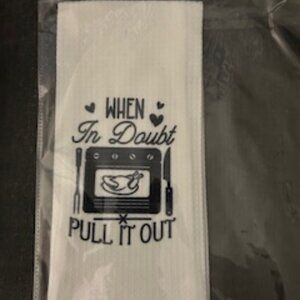 WHEN
In Doubt
PULL IT OUT